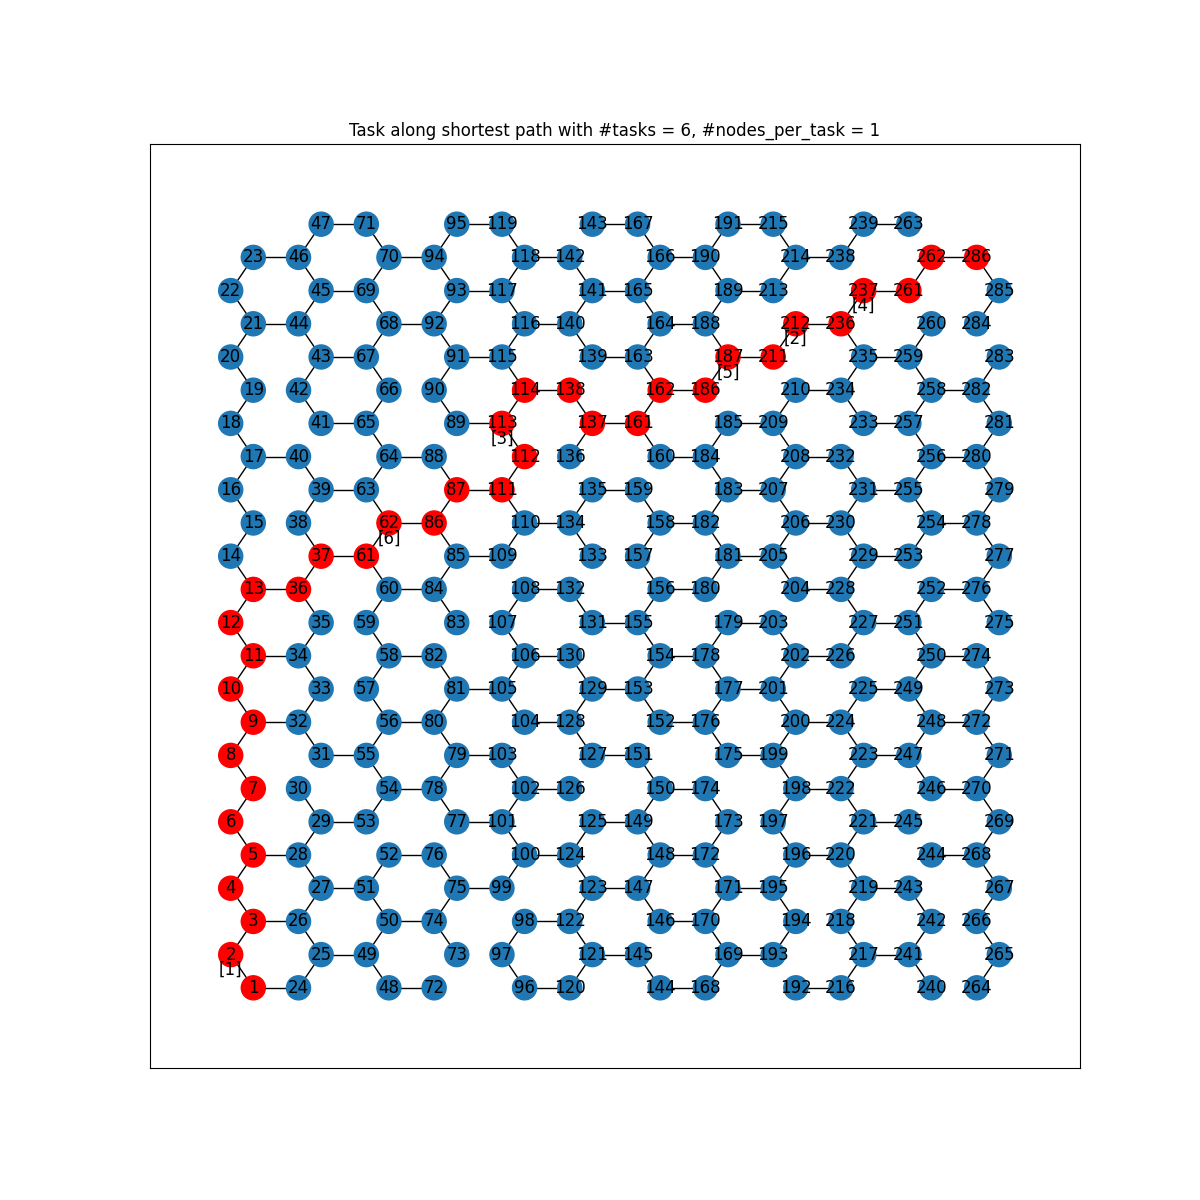 Task along shortest path with #tasks = 6, #nodes_per_task = 1
47 71 95 119 143 167 191 215 239 263
23 46 70 94 118 142 166 190 214 238 262 286
22 45 69 93 117 141 165 189 213 237 261 285
[4]
21 44 68 92 116 140 164 188 212 236 260 284
[2]
20 43 67 91 115 139 163 187 211 235 259 283
[5]
19 42 66 90 114 138 162 186 210 234 258 282
18 41 65 89 113 137 161 185 209 233 257 281
[3]
17 40 64 88 112 136 160 184 208 232 256 280
16 39 63 87 111 135 159 183 207 231 255 279
15 38 62 86 110 134 158 182 206 230 254 278
[6]
14 37 61 85 109 133 157 181 205 229 253 277
13 36 60 84 108 132 156 180 204 228 252 276
12 35 59 83 107 131 155 179 203 227 251 275
11 34 58 82 106 130 154 178 202 226 250 274
10 33 57 81 105 129 153 177 201 225 249 273
9 32 56 80 104 128 152 176 200 224 248 272
8 31 55 79 103 127 151 175 199 223 247 271
7 30 54 78 102 126 150 174 198 222 246 270
6 29 53 77 101 125 149 173 197 221 245 269
5 28 52 76 100 124 148 172 196 220 244 268
4 27 51 75 99 123 147 171 195 219 243 267
3 26 50 74 98 122 146 170 194 218 242 266
2 25 49 73 97 121 145 169 193 217 241 265
[1]
1 24 48 72 96 120 144 168 192 216 240 264